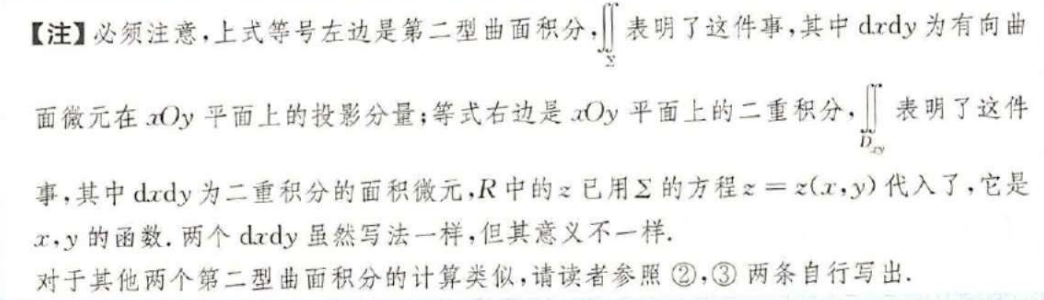 【注】必须注意,上式等号左边是第二型曲面积分,∬_Σ 表明了这件事,其中 dxdy 为有向曲
面微元在 xOy 平面上的投影分量;等式右边是 xOy 平面上的二重积分,∬_{D_{xy}} 表明了这件
事,其中 dxdy 为二重积分的面积微元,R 中的 z 已用 Σ 的方程 z = z(x,y) 代入了,它是
x,y 的函数. 两个 dxdy 虽然写法一样,但其意义不一样.
对于其他两个第二型曲面积分的计算类似,请读者参照 ②,③ 两条自行写出.